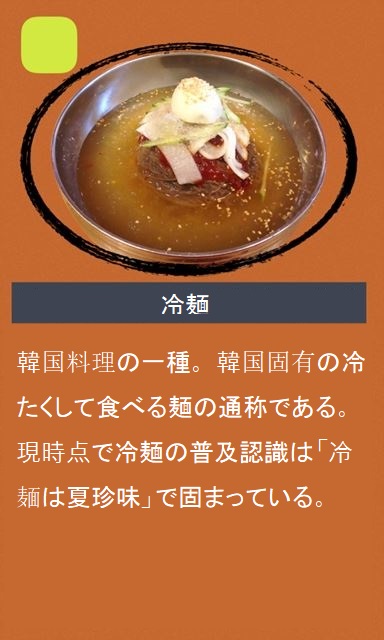 冷麺
韓国料理の一種。韓国固有の冷
たくして食べる麺の通称である。
現時点で冷麺の普及認識は「冷
麺は夏珍味」で固まっている。